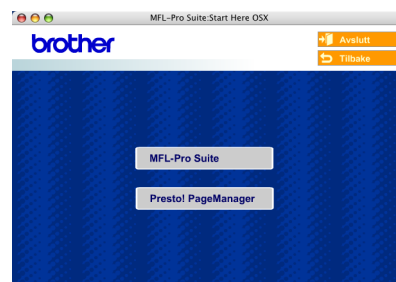 MFL-Pro Suite:Start Here OSX
brother
Avslutt
Tilbake
MFL-Pro Suite
Presto! PageManager